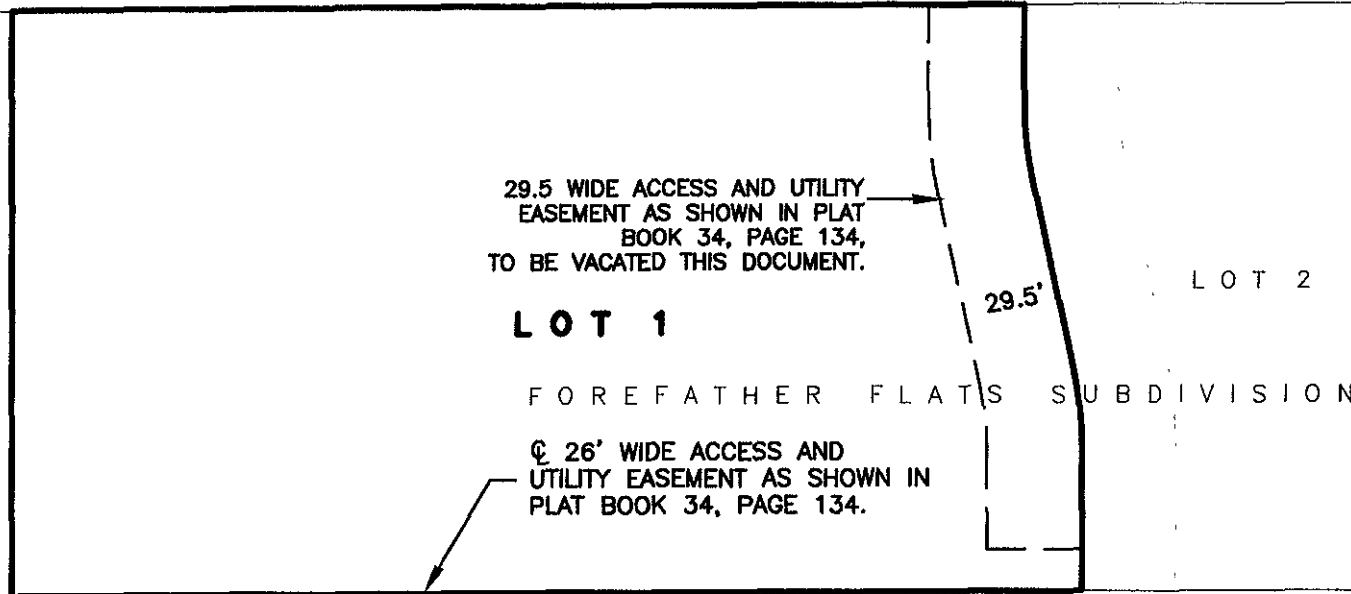 29.5 WIDE ACCESS AND UTILITY
EASEMENT AS SHOWN IN PLAT
BOOK 34, PAGE 134,
TO BE VACATED THIS DOCUMENT.
29.5'
LOT 2
LOT 1
FOREFATHER FLATS SUBDIVISION
℄ 26' WIDE ACCESS AND
UTILITY EASEMENT AS SHOWN IN
PLAT BOOK 34, PAGE 134.